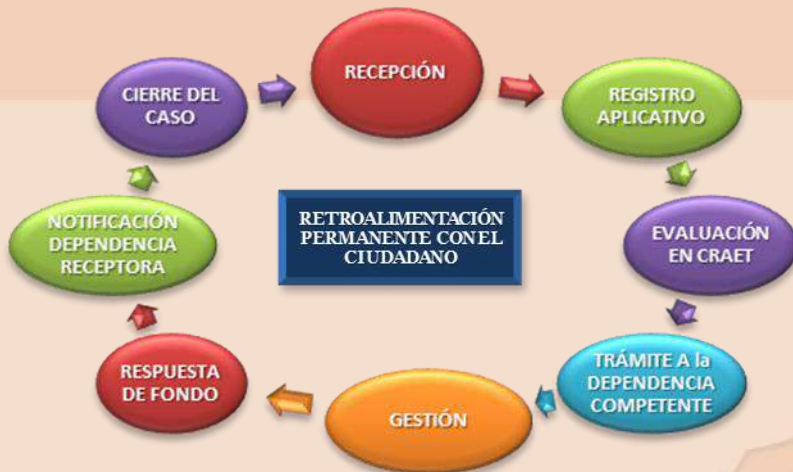 RECEPCIÓN
REGISTRO
APLICATIVO
EVALUACIÓN
EN CRAET
TRÁMITE A la
DEPENDENCIA
COMPETENTE
GESTIÓN
RESPUESTA
DE FONDO
NOTIFICACIÓN
DEPENDENCIA
RECEPTORA
CIERRE DEL
CASO
RETROALIMENTACIÓN
PERMANENTE CON EL
CIUDADANO